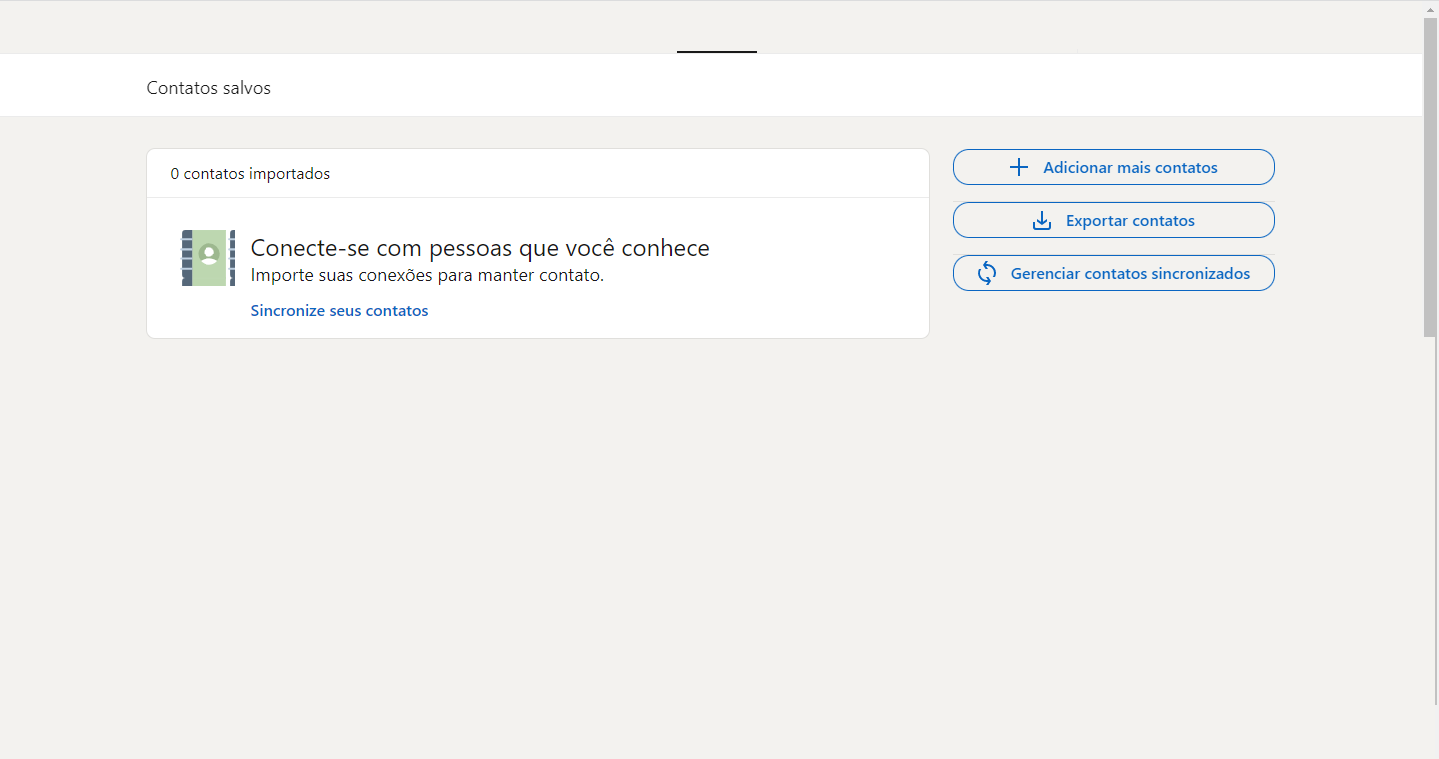 Contatos salvos
0 contatos importados
Conecte-se com pessoas que você conhece
Importe suas conexões para manter contato.
Sincronize seus contatos
Adicionar mais contatos
Exportar contatos
Gerenciar contatos sincronizados